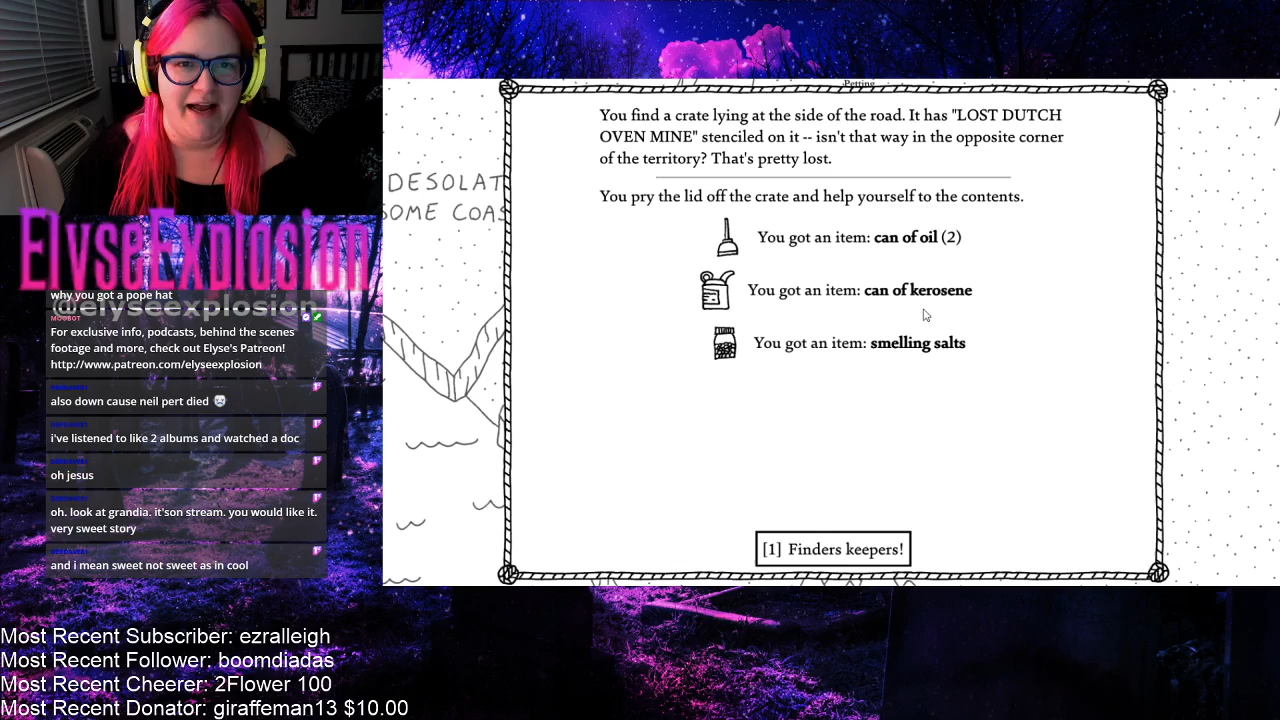 Petting
You find a crate lying at the side of the road. It has "LOST DUTCH
OVEN MINE" stenciled on it -- isn't that way in the opposite corner
of the territory? That's pretty lost.
You pry the lid off the crate and help yourself to the contents.
You got an item: can of oil (2)
You got an item: can of kerosene
You got an item: smelling salts
[1] Finders keepers!
DESOLAT
SOME COAS
ElyseExplosion
@elyseexplosion
why you got a pope hat
MOOBOT
For exclusive info, podcasts, behind the scenes
footage and more, check out Elyse's Patreon!
http://www.patreon.com/elyseexplosion
also down cause neil pert died
i've listened to like 2 albums and watched a doc
oh jesus
oh. look at grandia. it'son stream. you would like it.
very sweet story
and i mean sweet not sweet as in cool
Most Recent Subscriber: ezralleigh
Most Recent Follower: boomdiadas
Most Recent Cheerer: 2Flower 100
Most Recent Donator: giraffeman13 $10.00